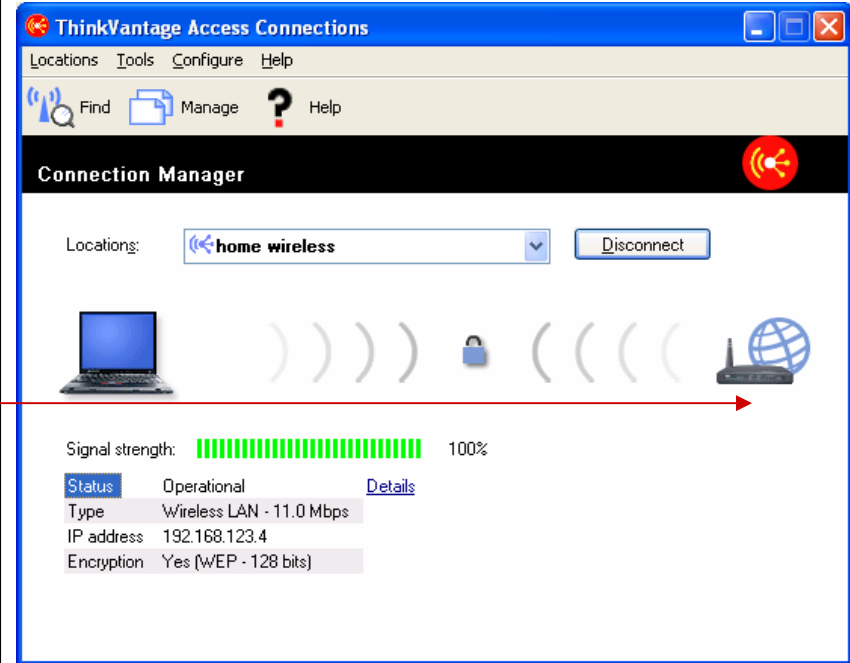 ThinkVantage Access Connections
Locations Tools Configure Help
Find Manage Help
Connection Manager
Locations: home wireless Disconnect
Signal strength: 100%
Status Operational Details
Type Wireless LAN - 11.0 Mbps
IP address 192.168.123.4
Encryption Yes (WEP - 128 bits)